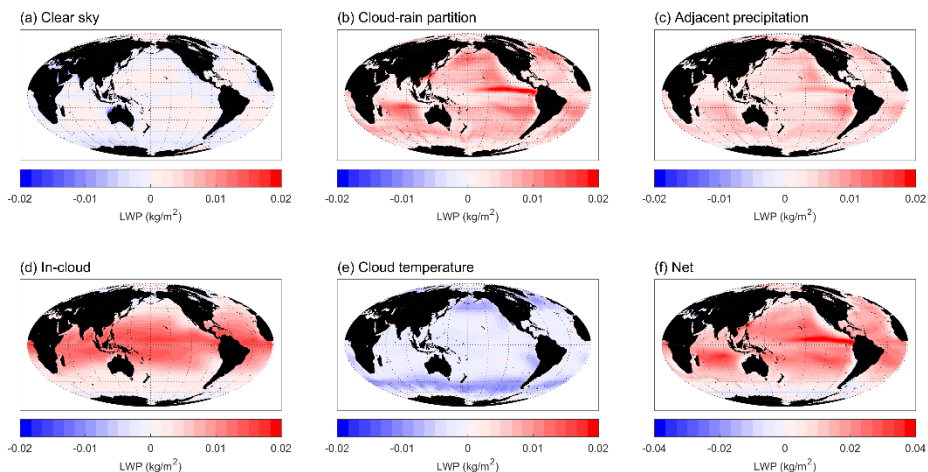 (a) Clear sky
(b) Cloud-rain partition
(c) Adjacent precipitation
-0.02 -0.01 0 0.01 0.02
-0.02 -0.01 0 0.01 0.02
-0.02 -0.01 0 0.01 0.02
LWP (kg/m²)
LWP (kg/m²)
LWP (kg/m²)
(d) In-cloud
(e) Cloud temperature
(f) Net
-0.02 -0.01 0 0.01 0.02
-0.02 -0.01 0 0.01 0.02
-0.04 -0.02 0 0.02 0.04
LWP (kg/m²)
LWP (kg/m²)
LWP (kg/m²)